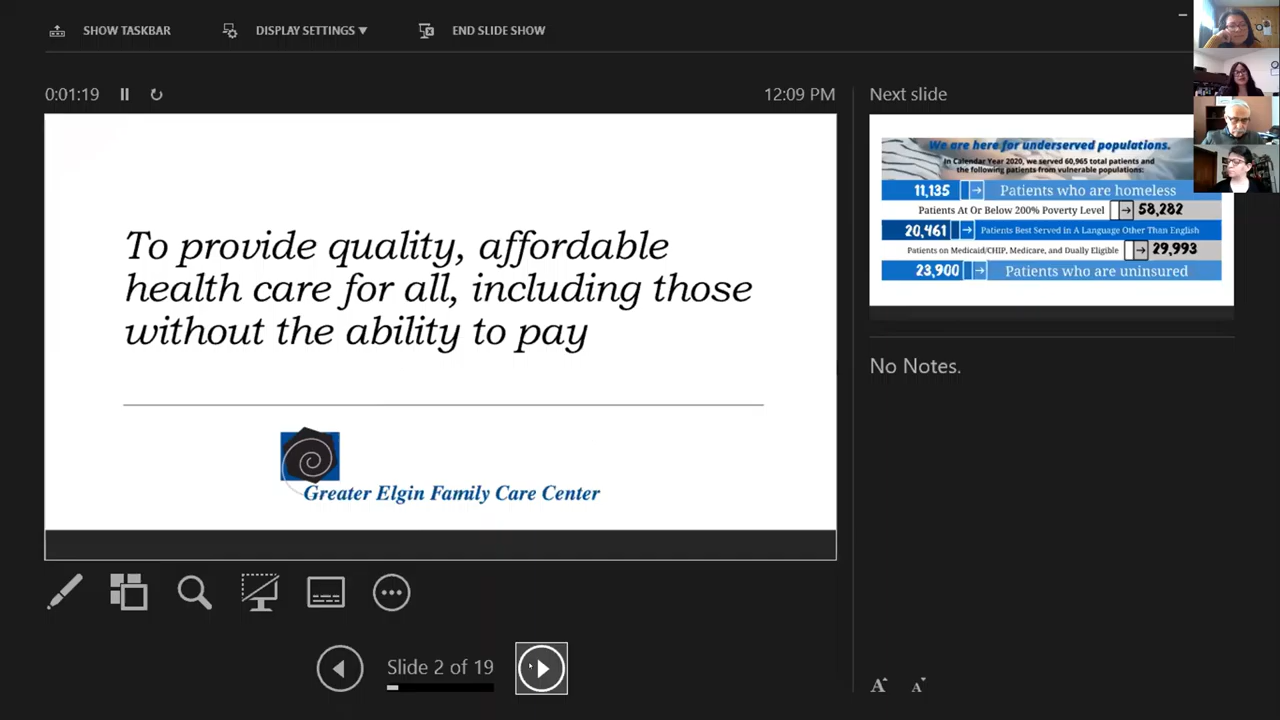 SHOW TASKBAR
DISPLAY SETTINGS ▼
END SLIDE SHOW
0:01:19
12:09 PM
Next slide
To provide quality, affordable
health care for all, including those
without the ability to pay
Greater Elgin Family Care Center
We are here for underserved populations.
In Calendar Year 2020, we served 60,965 total patients and
the following patients from vulnerable populations:
11,135 Patients who are homeless
Patients At Or Below 200% Poverty Level 58,282
20,461 Patients Best Served in A Language Other Than English
Patients on Medicaid/CHIP, Medicare, and Dually Eligible 29,993
23,900 Patients who are uninsured
No Notes.
Slide 2 of 19
A A